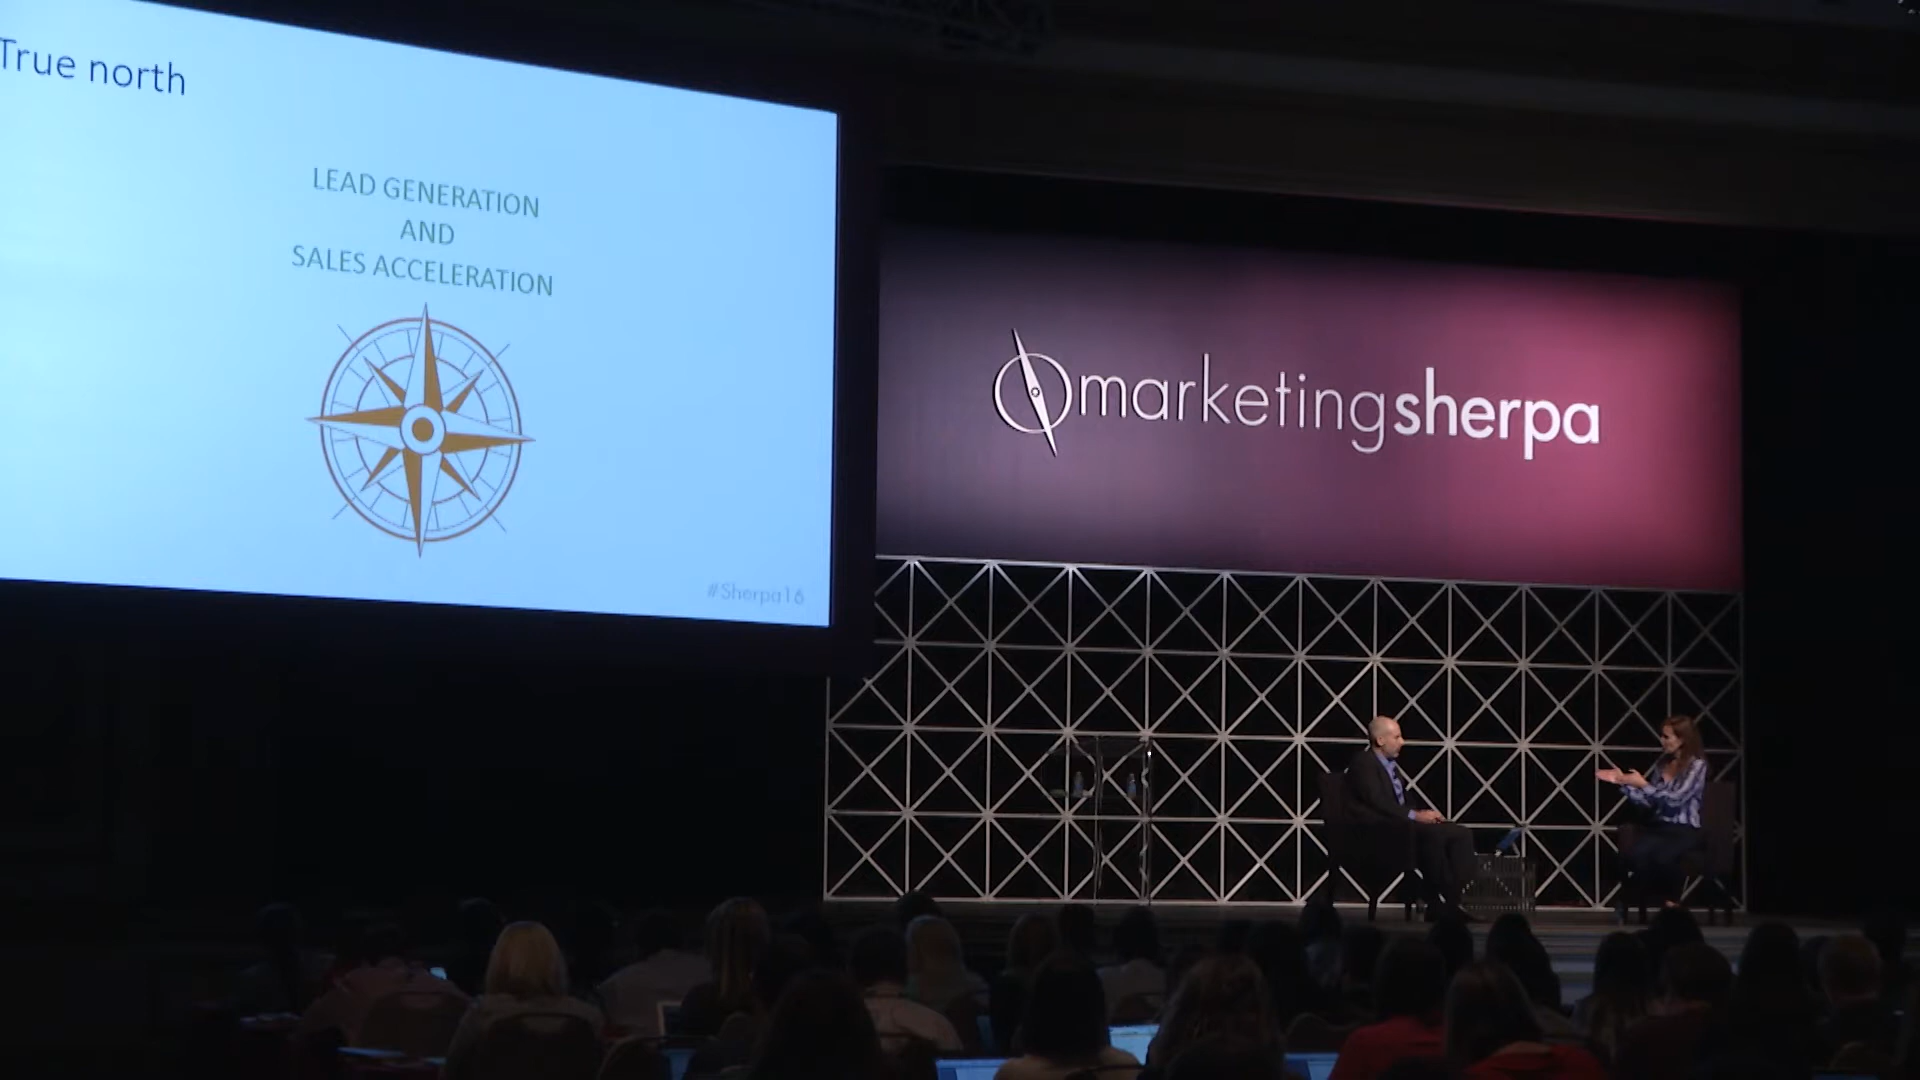 True north
LEAD GENERATION
AND
SALES ACCELERATION
#Sherpa16
marketingsherpa